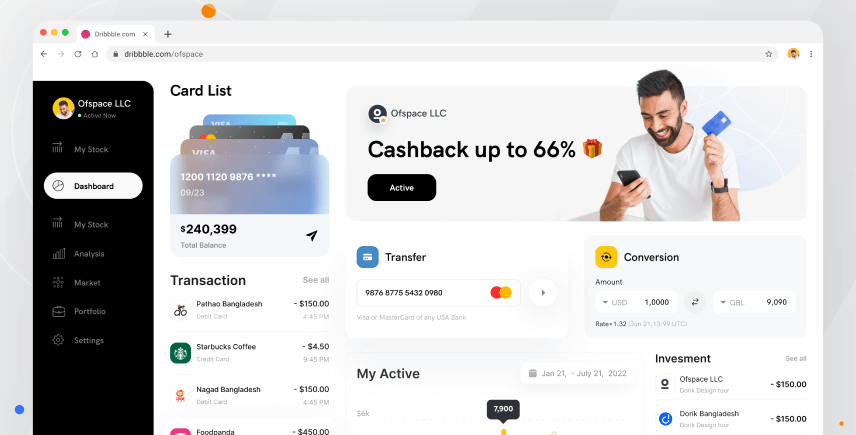 Dribbble.com
dribbble.com/ofspace
Ofspace LLC
Active Now
My Stock
Dashboard
My Stock
Analysis
Market
Portfolio
Settings
Card List
VISA
VISA
1200 1120 9876 ****
09/23
$240,399
Total Balance
Transaction
See all
Pathao Bangladesh
- $150.00
Debit Card
4:45 PM
Starbucks Coffee
- $4.50
Credit Card
9:45 PM
Nagad Bangladesh
- $150.00
Debit Card
4:45 PM
Foodpanda
- $450.00
Ofspace LLC
Cashback up to 66%
Active
Transfer
9876 8775 5432 0980
Visa or MasterCard of any USA Bank
Conversion
Amount
USD
1,0000
GBL
9,090
Rate+1.32 (Jun 21,13:99 UTC)
My Active
Jan 21, - July 21, 2022
$6k
7,900
Invesment
See all
Ofspace LLC
Dorik Design tour
- $150.00
Dorik Bangladesh
Dorik Design tour
- $150.00